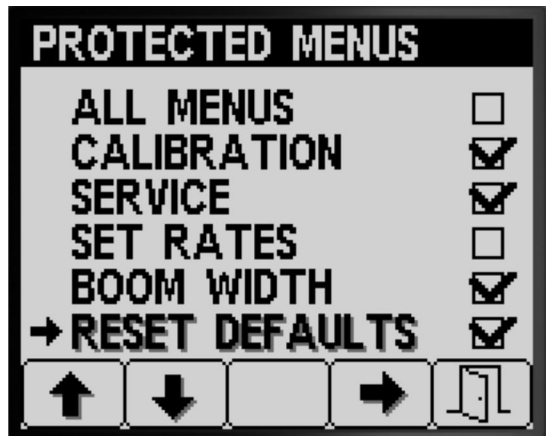 PROTECTED MENUS
ALL MENUS
CALIBRATION
SERVICE
SET RATES
BOOM WIDTH
RESET DEFAULTS